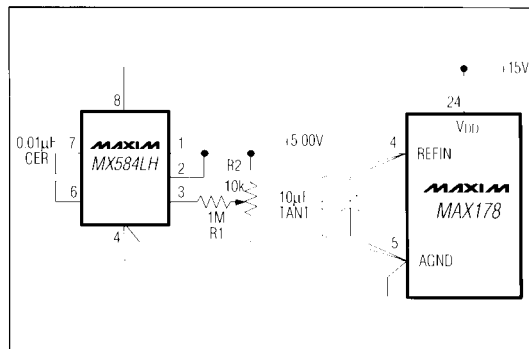 +15V
8
24
VDD
0.01µF
CER
7
MAXIM
MX584LH
1
2
R2
10k
+5.00V
4
REFIN
MAXIM
MAX178
6
3
1M
R1
10µF
TANT
5
AGND
4